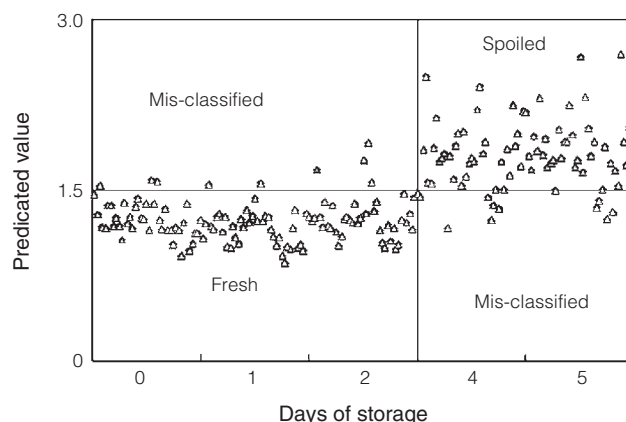 3.0
Spoiled
Mis-classified
Predicated value
1.5
Fresh
Mis-classified
0
0 1 2 4 5
Days of storage